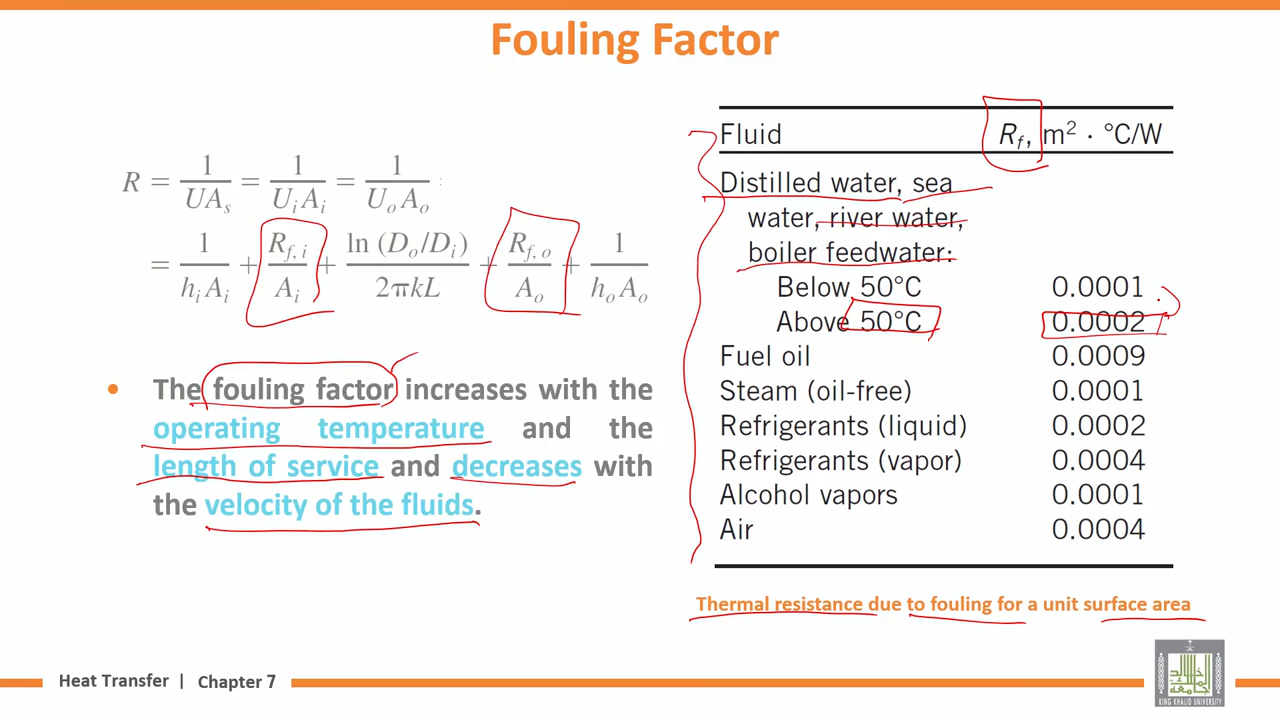 Fouling Factor
R = 1/(UA_s) = 1/(U_i A_i) = 1/(U_o A_o)
= 1/(h_i A_i) + R_{f,i}/A_i + ln (D_o/D_i)/(2πkL) + R_{f,o}/A_o + 1/(h_o A_o)
• The fouling factor increases with the
operating temperature and the
length of service and decreases with
the velocity of the fluids.
Fluid R_f, m² · °C/W
Distilled water, sea
water, river water,
boiler feedwater:
Below 50°C 0.0001
Above 50°C 0.0002
Fuel oil 0.0009
Steam (oil-free) 0.0001
Refrigerants (liquid) 0.0002
Refrigerants (vapor) 0.0004
Alcohol vapors 0.0001
Air 0.0004
Thermal resistance due to fouling for a unit surface area
Heat Transfer | Chapter 7
KING KHALID UNIVERSITY